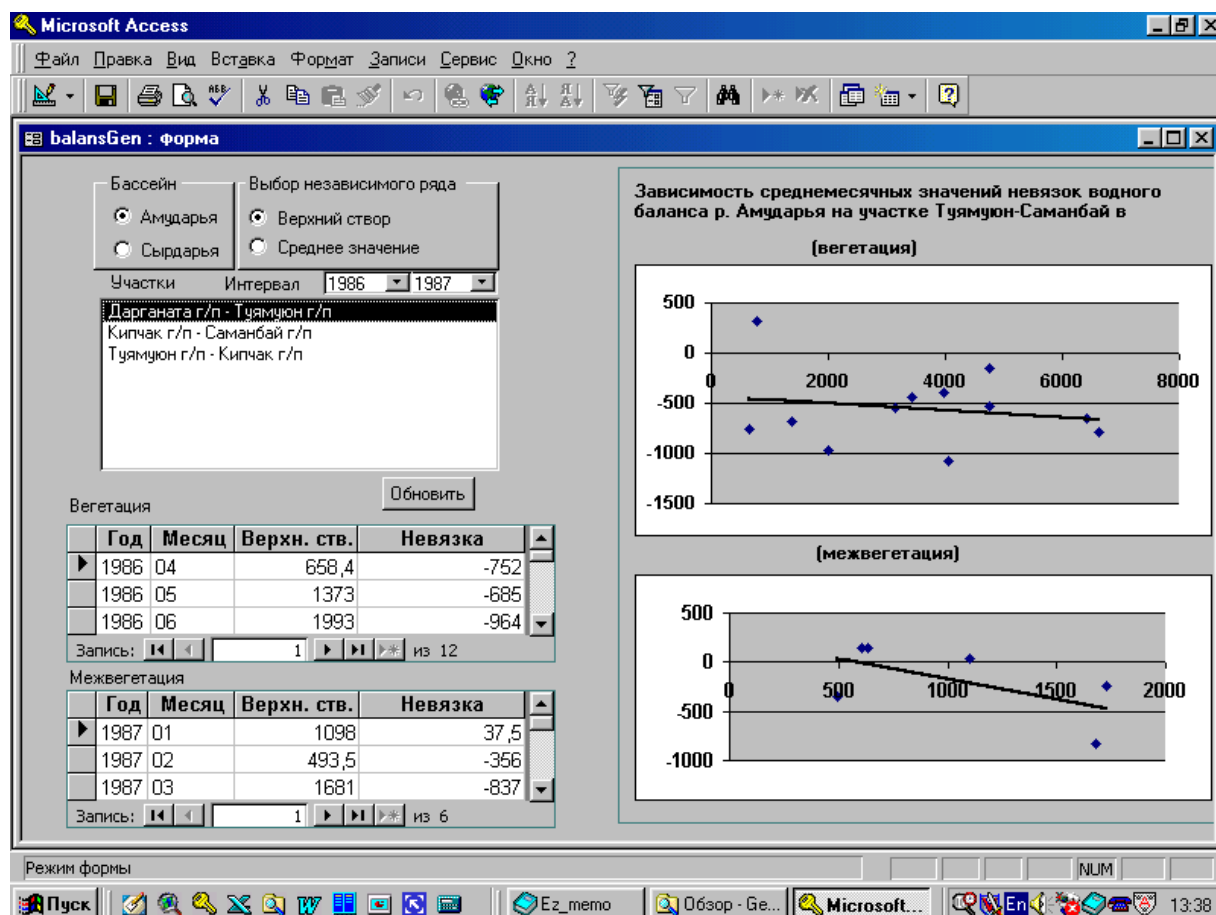 Microsoft Access
Файл Правка Вид Вставка Формат Записи Сервис Окно ?
balansGen : форма
Бассейн
Амударья
Сырдарья
Выбор независимого ряда
Верхний створ
Среднее значение
Участки Интервал 1986 1987
Дарганата г/п - Туямуюн г/п
Кипчак г/п - Саманбай г/п
Туямуюн г/п - Кипчак г/п
Обновить
Вегетация
Год Месяц Верхн. ств. Невязка
1986 04 658,4 -752
1986 05 1373 -685
1986 06 1993 -964
Запись: 1 из 12
Межвегетация
Год Месяц Верхн. ств. Невязка
1987 01 1098 37,5
1987 02 493,5 -356
1987 03 1681 -837
Запись: 1 из 6
Зависимость среднемесячных значений невязок водного
баланса р. Амударья на участке Туямуюн-Саманбай в
(вегетация)
500
0
0 2000 4000 6000 8000
-500
-1000
-1500
(межвегетация)
500
0
0 500 1000 1500 2000
-500
-1000
Режим формы NUM
Пуск Ez_memo Обзор - Ge... Microsoft... En 13:38